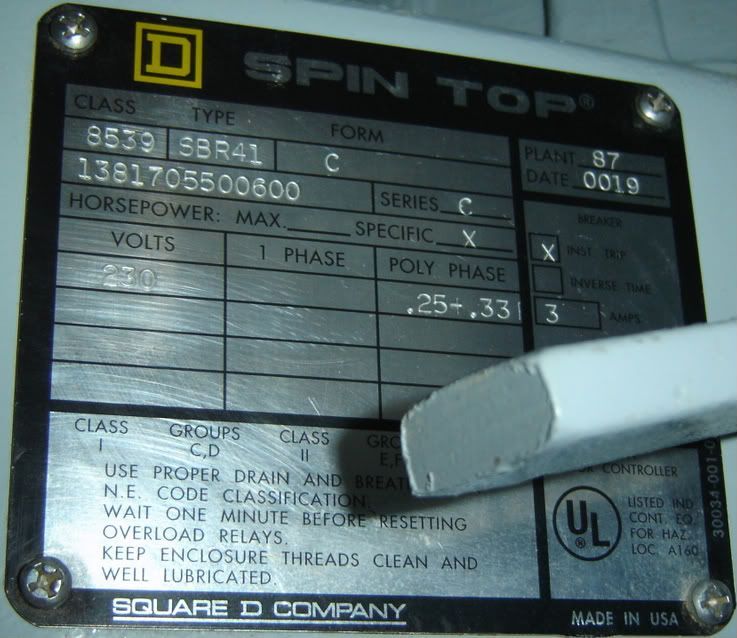 D SPIN TOP®
CLASS TYPE FORM
8539 SBR41 C
1381705500600 SERIES C
HORSEPOWER: MAX. SPECIFIC X
VOLTS 1 PHASE POLY PHASE
230 .25+.33
PLANT 87
DATE 0019
BREAKER
X INST TRIP
INVERSE TIME
3 AMPS
CLASS GROUPS CLASS
I C,D II E,F
USE PROPER DRAIN AND
N.E. CODE CLASSIFICATION.
WAIT ONE MINUTE BEFORE RESETTING
OVERLOAD RELAYS.
KEEP ENCLOSURE THREADS CLEAN AND
WELL LUBRICATED.
CONTROLLER
UL®
LISTED IND
CONT. EQ.
FOR HAZ.
LOC. A160
30034-001-
SQUARE D COMPANY
MADE IN USA